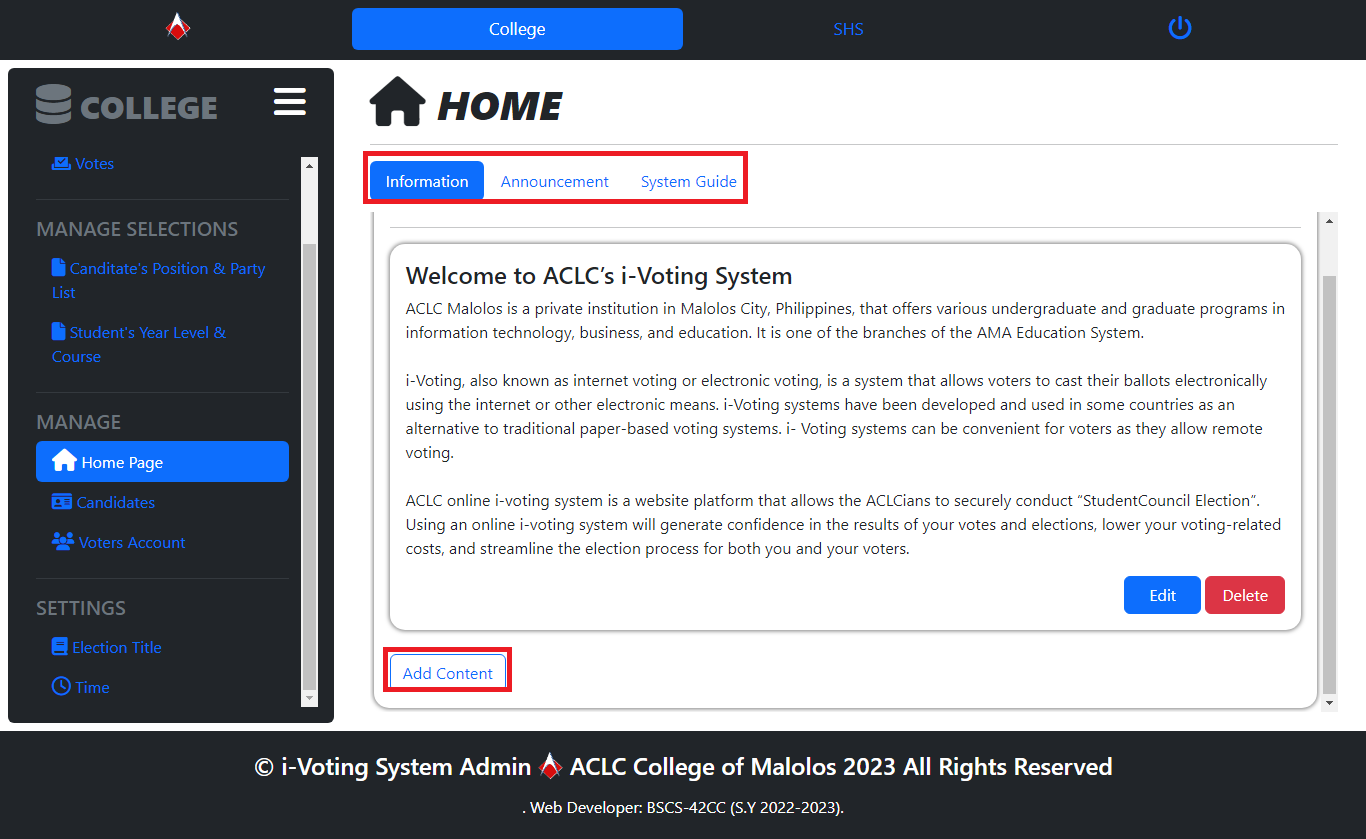 College
SHS
COLLEGE
HOME
Votes
MANAGE SELECTIONS
Canditate's Position & Party
List
Student's Year Level &
Course
MANAGE
Home Page
Candidates
Voters Account
SETTINGS
Election Title
Time
Information
Announcement
System Guide
Welcome to ACLC’s i-Voting System
ACLC Malolos is a private institution in Malolos City, Philippines, that offers various undergraduate and graduate programs in
information technology, business, and education. It is one of the branches of the AMA Education System.
i-Voting, also known as internet voting or electronic voting, is a system that allows voters to cast their ballots electronically
using the internet or other electronic means. i-Voting systems have been developed and used in some countries as an
alternative to traditional paper-based voting systems. i- Voting systems can be convenient for voters as they allow remote
voting.
ACLC online i-voting system is a website platform that allows the ACLCians to securely conduct “StudentCouncil Election”.
Using an online i-voting system will generate confidence in the results of your votes and elections, lower your voting-related
costs, and streamline the election process for both you and your voters.
Edit
Delete
Add Content
© i-Voting System Admin ACLC College of Malolos 2023 All Rights Reserved
. Web Developer: BSCS-42CC (S.Y 2022-2023).